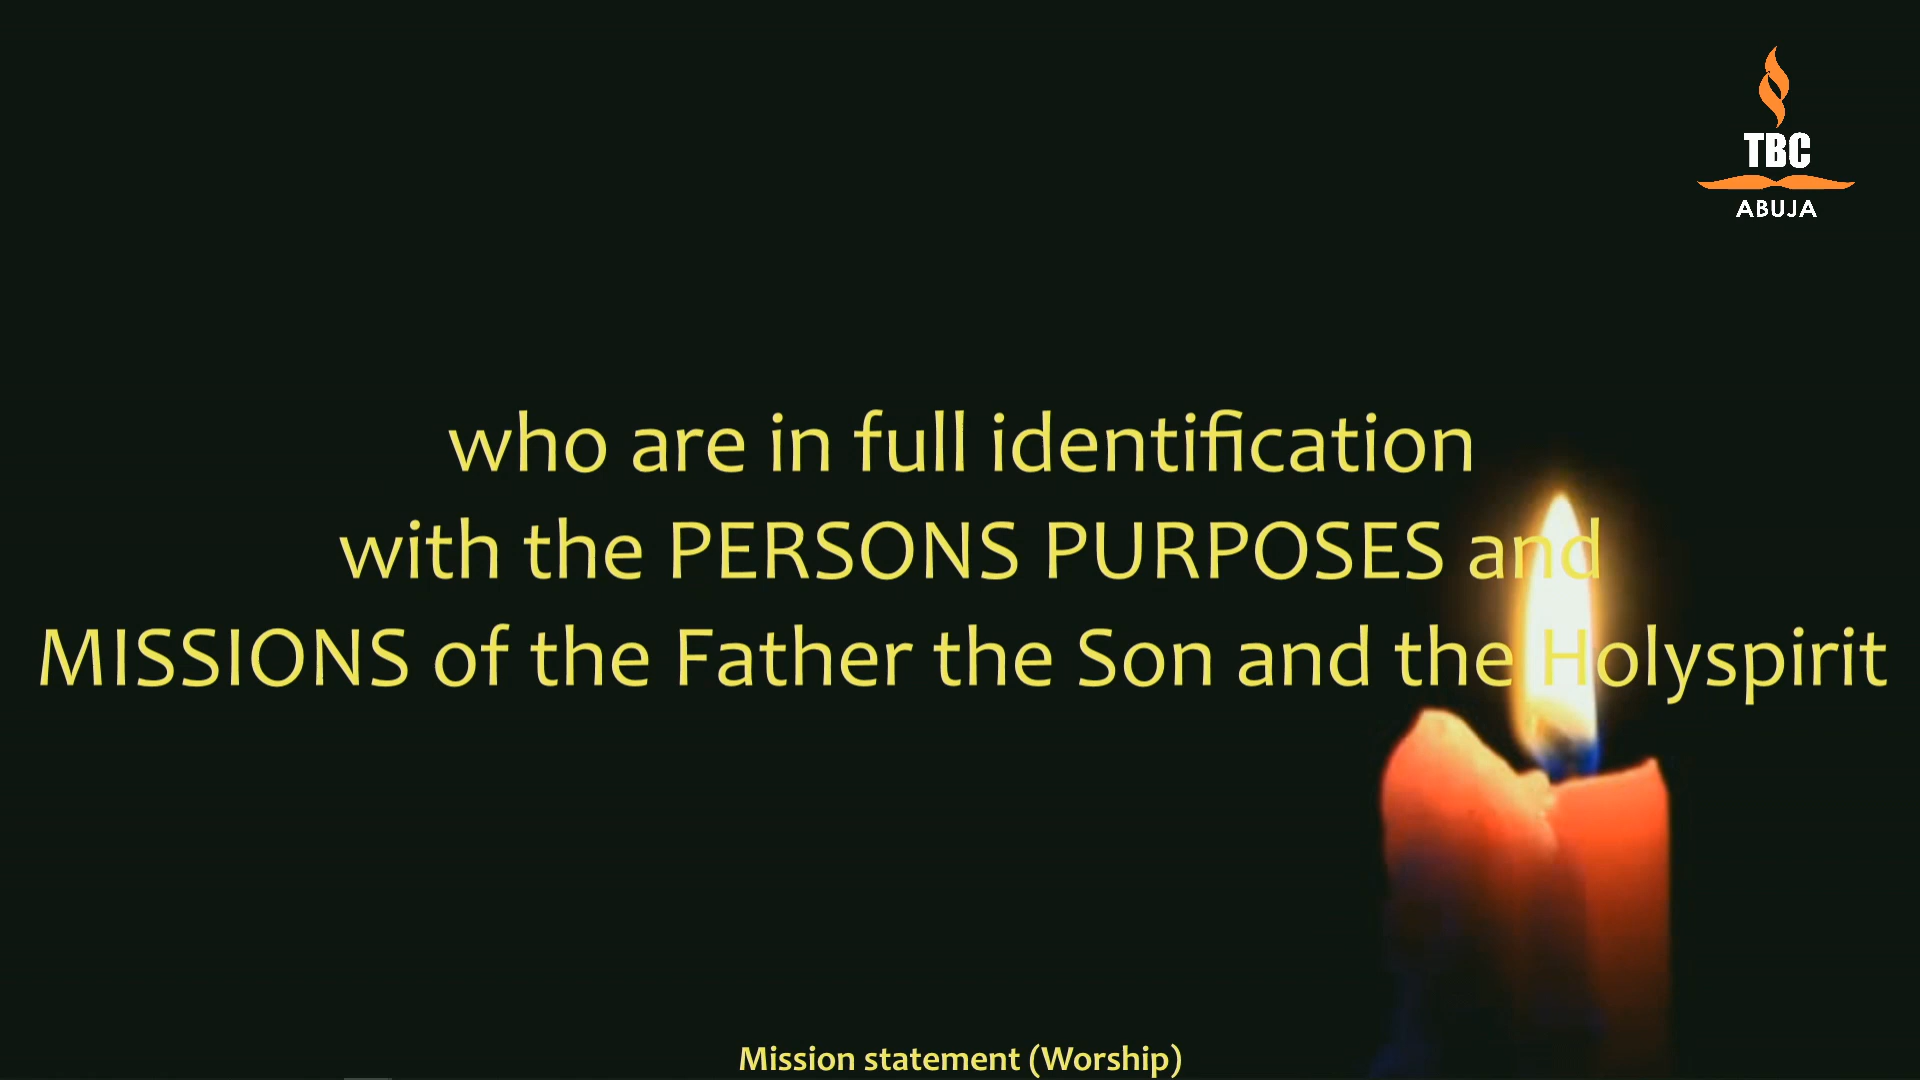 TBC
ABUJA
who are in full identification
with the PERSONS PURPOSES and
MISSIONS of the Father the Son and the Holyspirit
Mission statement (Worship)